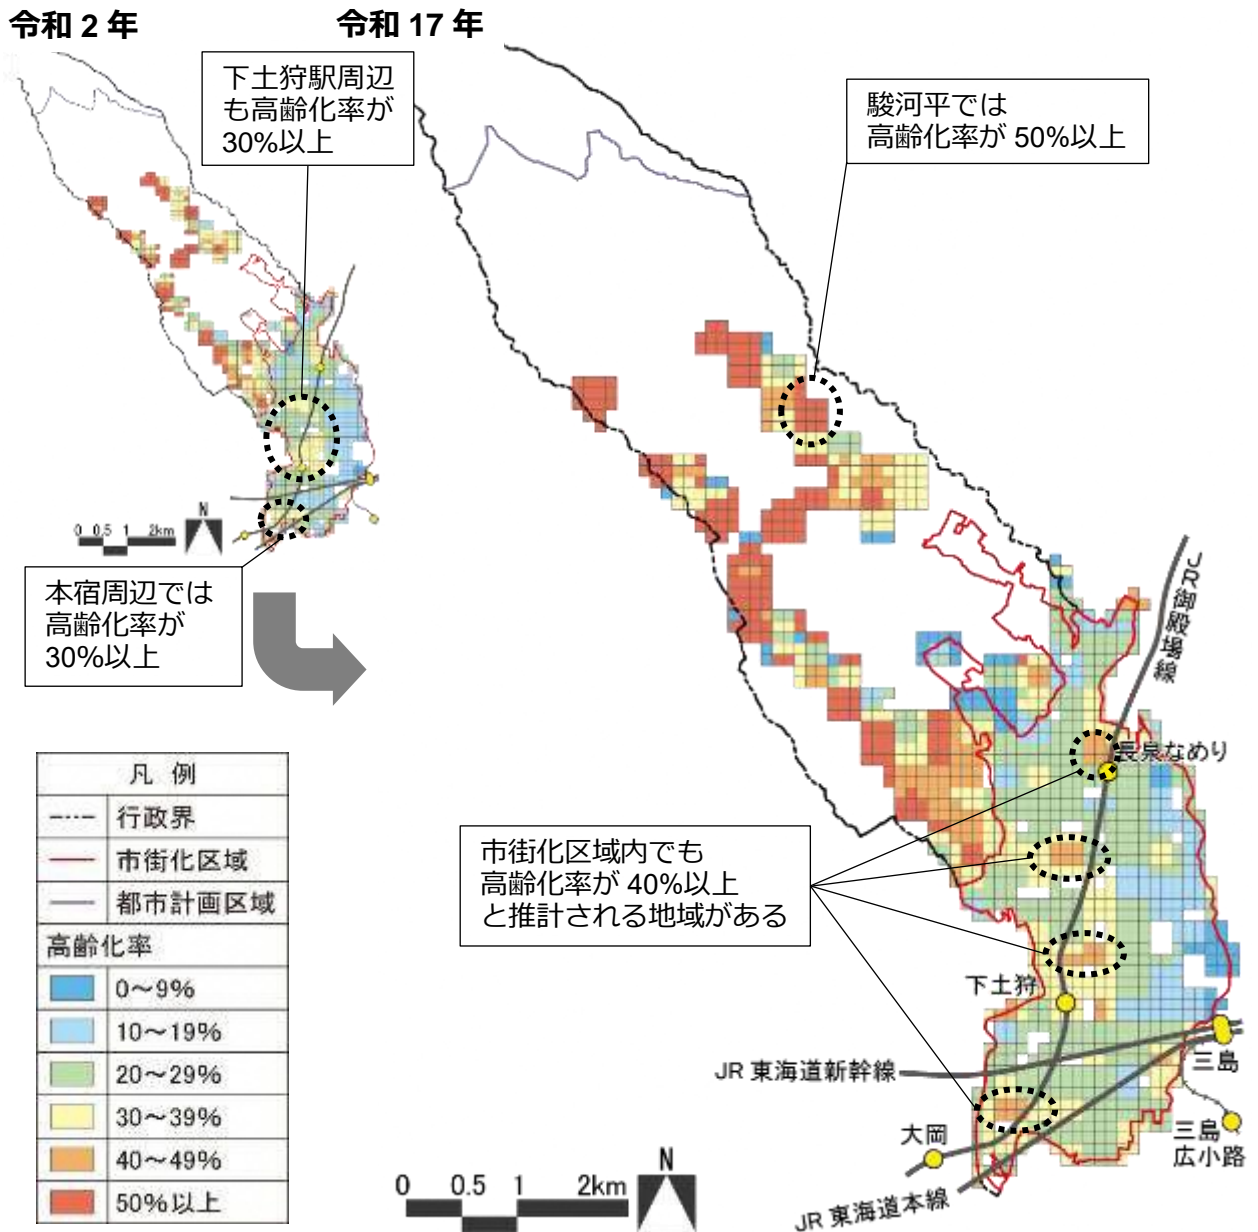 令和 2 年
令和 17 年
下土狩駅周辺
も高齢化率が
30%以上
駿河平では
高齢化率が 50%以上
N
0 0.5 1 2km
本宿周辺では
高齢化率が
30%以上
JR御殿場線
長泉なめり
市街化区域内でも
高齢化率が 40%以上
と推計される地域がある
下土狩
JR 東海道新幹線
三島
大岡
三島
広小路
JR 東海道本線
N
0 0.5 1 2km
凡 例
行政界
市街化区域
都市計画区域
高齢化率
0~9%
10~19%
20~29%
30~39%
40~49%
50%以上